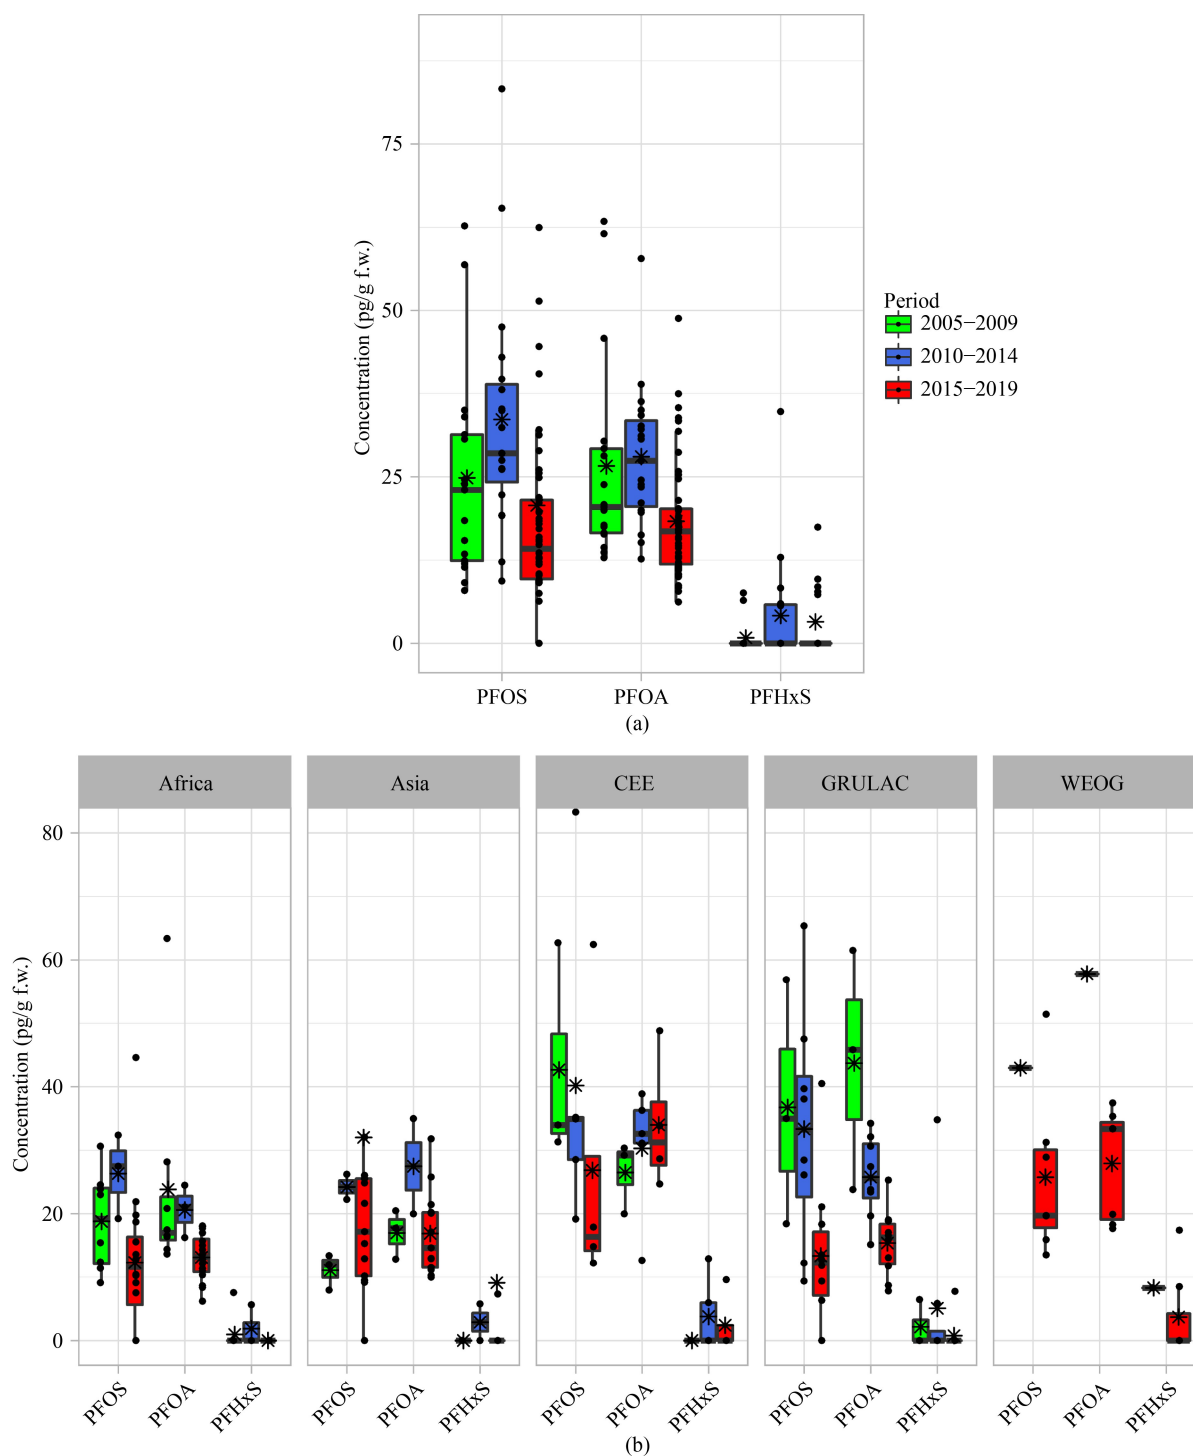 75
50
25
0
Concentration (pg/g f.w.)
PFOS
PFOA
PFHxS
(a)
Period
2005−2009
2010−2014
2015−2019
Africa
Asia
CEE
GRULAC
WEOG
80
60
40
20
0
Concentration (pg/g f.w.)
PFOS
PFOA
PFHxS
PFOS
PFOA
PFHxS
PFOS
PFOA
PFHxS
PFOS
PFOA
PFHxS
PFOS
PFOA
PFHxS
(b)